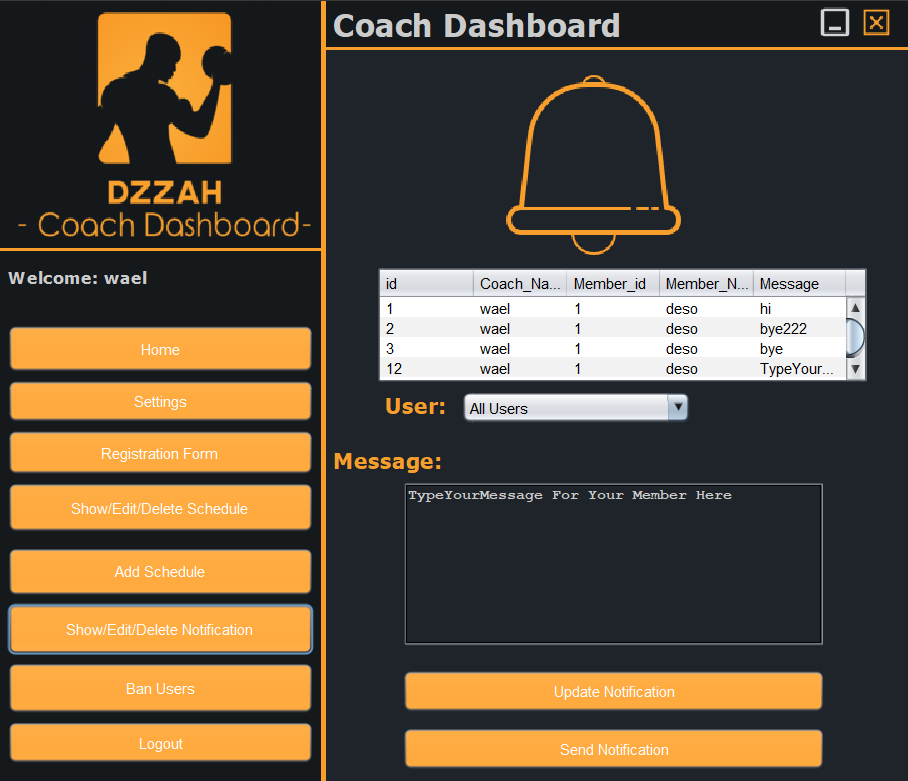 DZZAH
- Coach Dashboard-
Welcome: wael
Home
Settings
Registration Form
Show/Edit/Delete Schedule
Add Schedule
Show/Edit/Delete Notification
Ban Users
Logout
Coach Dashboard
id Coach_Na... Member_id Member_N... Message
1 wael 1 deso hi
2 wael 1 deso bye222
3 wael 1 deso bye
12 wael 1 deso TypeYour...
User: All Users
Message:
TypeYourMessage For Your Member Here
Update Notification
Send Notification